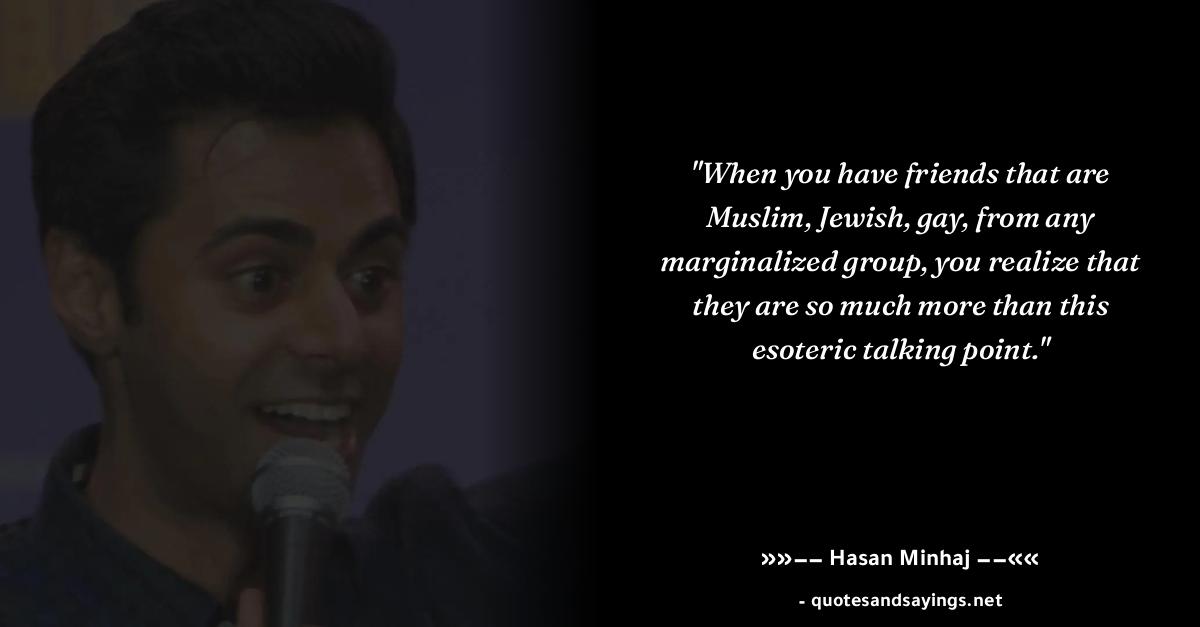 "When you have friends that are
Muslim, Jewish, gay, from any
marginalized group, you realize that
they are so much more than this
esoteric talking point."
»»–– Hasan Minhaj ––««
- quotesandsayings.net